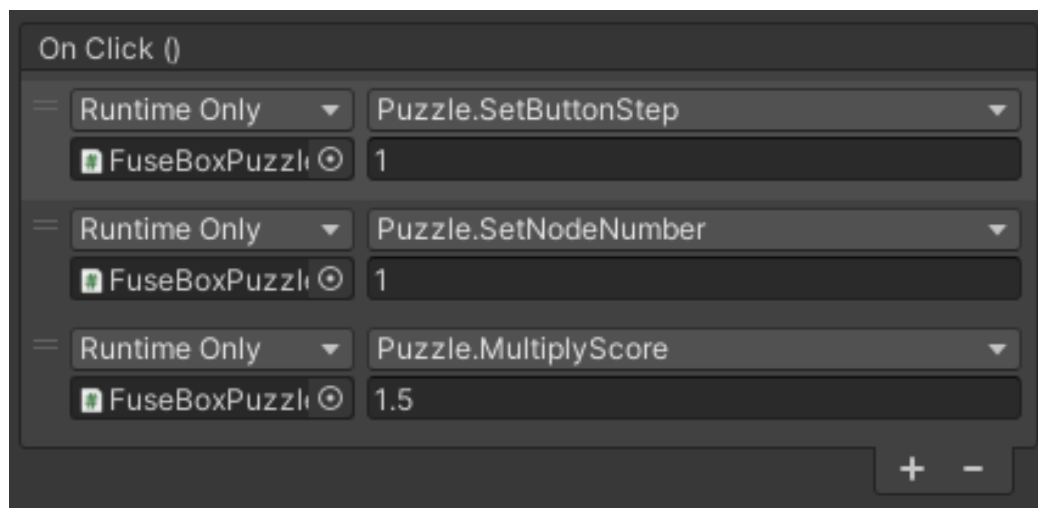 On Click ()
Runtime Only Puzzle.SetButtonStep
FuseBoxPuzzl 1
Runtime Only Puzzle.SetNodeNumber
FuseBoxPuzzl 1
Runtime Only Puzzle.MultiplyScore
FuseBoxPuzzl 1.5
+ −